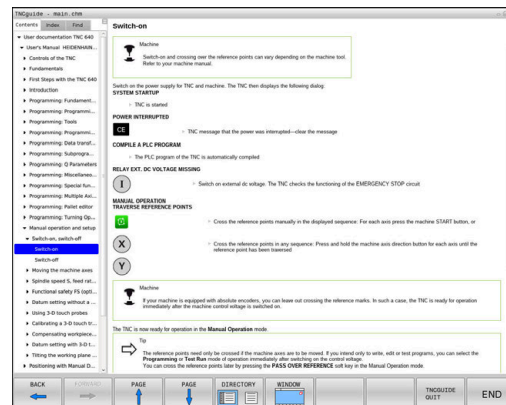 TNCguide - main.chm
Contents
Index
Find
User documentation TNC 640
User's Manual HEIDENHAIN...
Controls of the TNC
Fundamentals
First Steps with the TNC 640
Introduction
Programming: Fundament...
Programming: Programmi...
Programming: Tools
Programming: Programmi...
Programming: Data transf...
Programming: Subprogra...
Programming: Q Parameters
Programming: Miscellaneo...
Programming: Special fun...
Programming: Multiple Axi...
Programming: Pallet editor
Programming: Turning Op...
Manual operation and setup
Switch-on, switch-off
Switch-on
Switch-off
Moving the machine axes
Spindle speed S, feed rat...
Functional safety FS (opti...
Datum setting without a ...
Using 3-D touch probes
Calibrating a 3-D touch tr...
Compensating workpiece...
Datum setting with 3-D t...
Tilting the working plane ...
Positioning with Manual D...
Switch-on
Machine
Switch-on and crossing over the reference points can vary depending on the machine tool.
Refer to your machine manual.
Switch on the power supply for TNC and machine. The TNC then displays the following dialog:
SYSTEM STARTUP
TNC is started
POWER INTERRUPTED
CE
TNC message that the power was interrupted—clear the message
COMPILE A PLC PROGRAM
The PLC program of the TNC is automatically compiled
RELAY EXT. DC VOLTAGE MISSING
I
Switch on external dc voltage. The TNC checks the functioning of the EMERGENCY STOP circuit
MANUAL OPERATION
TRAVERSE REFERENCE POINTS
Cross the reference points manually in the displayed sequence: For each axis press the machine START button, or
X
Cross the reference points in any sequence: Press and hold the machine axis direction button for each axis until the
reference point has been traversed
Y
Machine
If your machine is equipped with absolute encoders, you can leave out crossing the reference marks. In such a case, the TNC is ready for operation
immediately after the machine control voltage is switched on.
The TNC is now ready for operation in the Manual Operation mode.
Tip
The reference points need only be crossed if the machine axes are to be moved. If you intend only to write, edit or test programs, you can select the
Programming or Test Run mode of operation immediately after switching on the control voltage.
You can cross the reference points later by pressing the PASS OVER REFERENCE soft key in the Manual Operation mode.
BACK
FORWARD
PAGE
PAGE
DIRECTORY
WINDOW
TNCGUIDE
QUIT
END